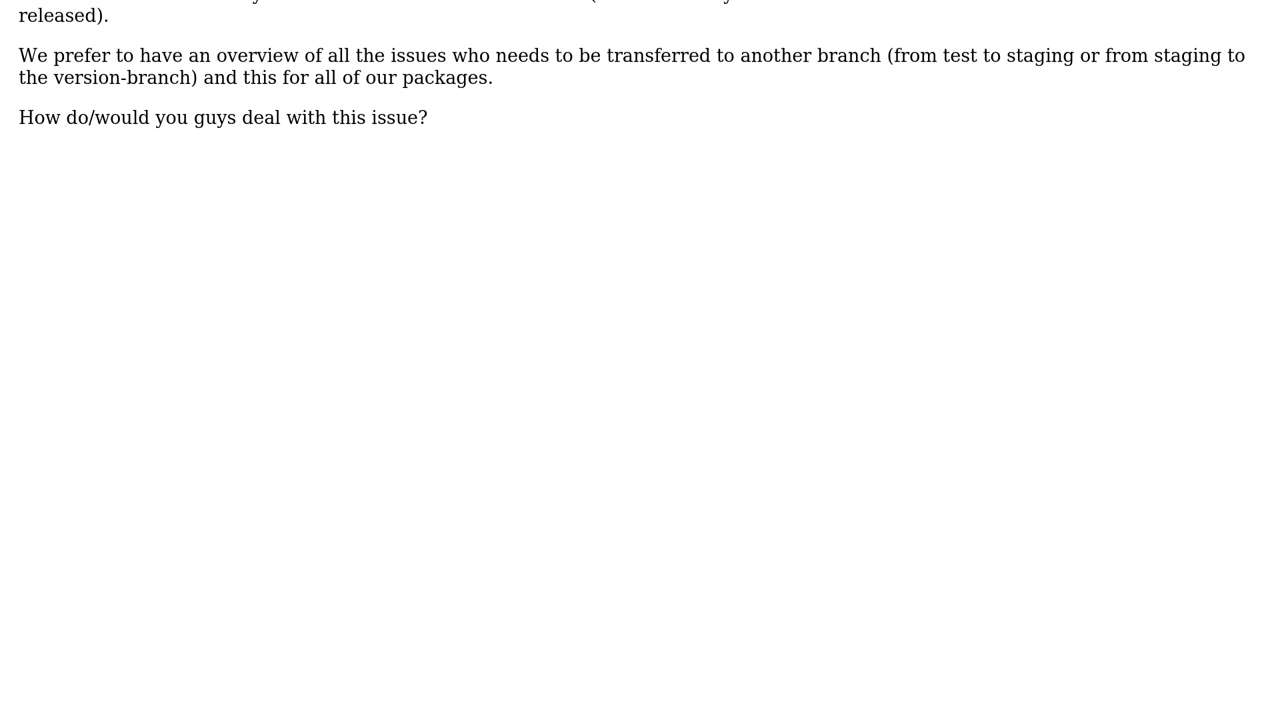 released).
We prefer to have an overview of all the issues who needs to be transferred to another branch (from test to staging or from staging to
the version-branch) and this for all of our packages.
How do/would you guys deal with this issue?